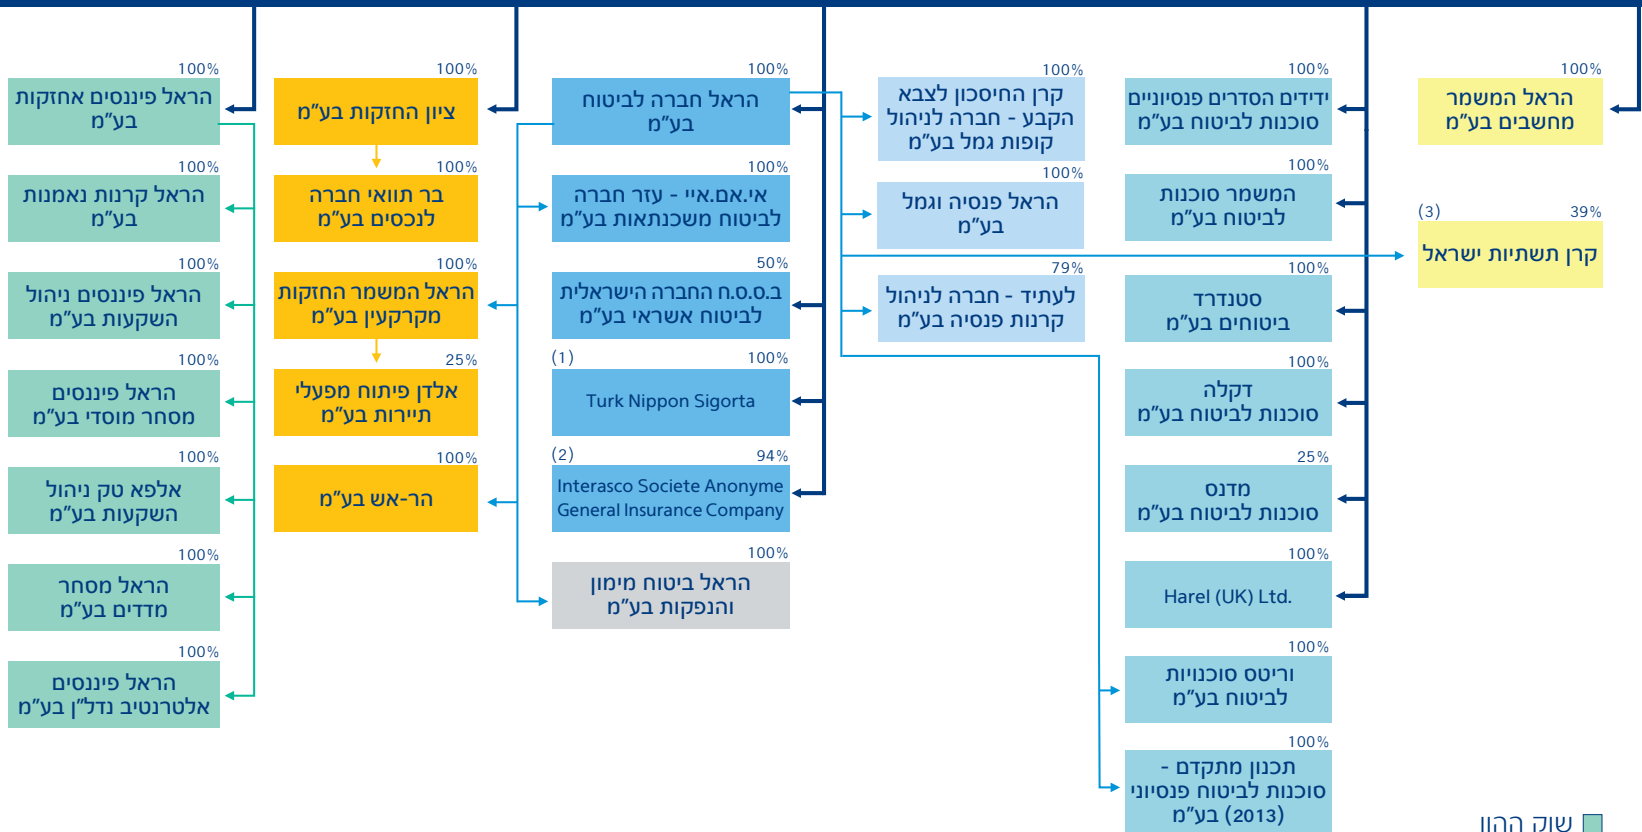 100%
הראל המשמר
מחשבים בע"מ
(3)
39%
קרן תשתיות ישראל
100%
ידידים הסדרים פנסיוניים
סוכנות לביטוח בע"מ
100%
המשמר סוכנות
לביטוח בע"מ
100%
סטנדרד
ביטוחים בע"מ
100%
דקלה
סוכנות לביטוח בע"מ
25%
מדנס
סוכנות לביטוח בע"מ
100%
Harel (UK) Ltd.
100%
וריטס סוכנויות
לביטוח בע"מ
100%
תכנון מתקדם -
סוכנות לביטוח פנסיוני
(2013) בע"מ
100%
קרן החיסכון לצבא
הקבע - חברה לניהול
קופות גמל בע"מ
100%
הראל פנסיה וגמל
בע"מ
79%
לעתיד - חברה לניהול
קרנות פנסיה בע"מ
100%
הראל חברה לביטוח
בע"מ
100%
אי.אם.איי - עזר חברה
לביטוח משכנתאות בע"מ
50%
ב.ס.ס.ח החברה הישראלית
לביטוח אשראי בע"מ
(1)
100%
Turk Nippon Sigorta
(2)
94%
Interasco Societe Anonyme
General Insurance Company
100%
הראל ביטוח מימון
והנפקות בע"מ
100%
ציון החזקות בע"מ
100%
בר תוואי חברה
לנכסים בע"מ
100%
הראל המשמר החזקות
מקרקעין בע"מ
25%
אלדן פיתוח מפעלי
תיירות בע"מ
100%
הר-אש בע"מ
100%
הראל פיננסים אחזקות
בע"מ
100%
הראל קרנות נאמנות
בע"מ
100%
הראל פיננסים ניהול
השקעות בע"מ
100%
הראל פיננסים
מסחר מוסדי בע"מ
100%
אלפא טק ניהול
השקעות בע"מ
100%
הראל מסחר
מדדים בע"מ
100%
הראל פיננסים
אלטרנטיב נדל"ן בע"מ
שוק ההון